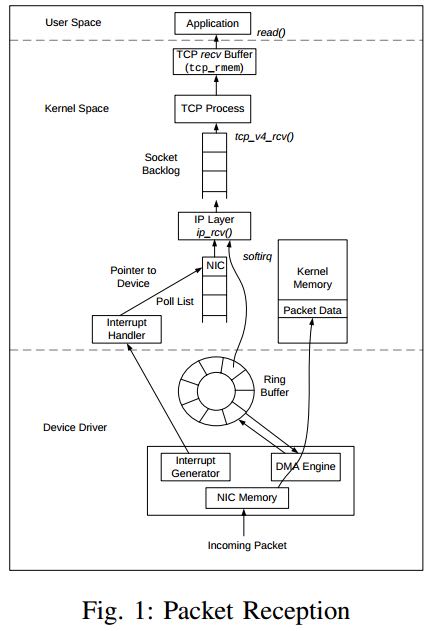 User Space
Application
read()
TCP recv Buffer
(tcp_rmem)
Kernel Space
TCP Process
tcp_v4_rcv()
Socket
Backlog
IP Layer
ip_rcv()
softirq
Pointer to
Device
NIC
Poll List
Kernel
Memory
Packet Data
Interrupt
Handler
Ring
Buffer
Device Driver
Interrupt
Generator
DMA Engine
NIC Memory
Incoming Packet
Fig. 1: Packet Reception